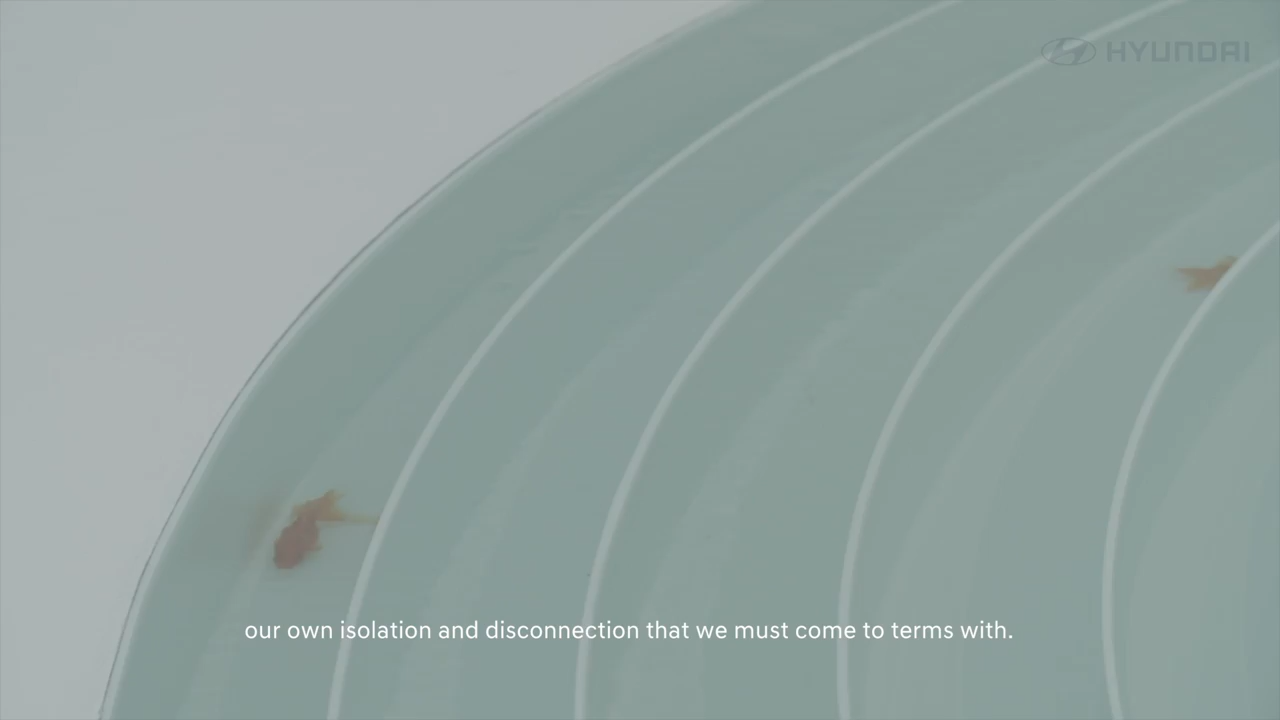 HYUNDAI
our own isolation and disconnection that we must come to terms with.